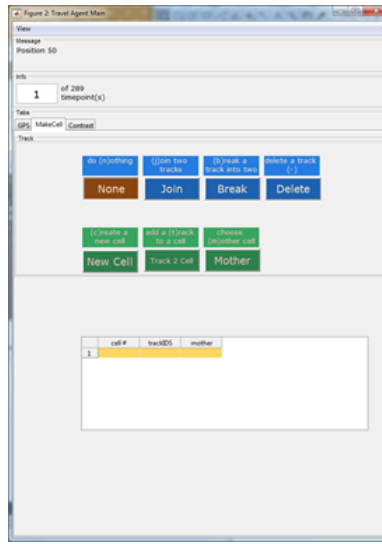 Figure 2: Travel Agent Main
View
Message
Position 50
Info
1
of 289
timepoint(s)
Tabs
GPS MakeCell Contrast
Track
do (n)othing
(j)oin two
tracks
(b)reak a
track into two
delete a track
(-)
None Join Break Delete
(c)reate a
new cell
add a (t)rack
to a cell
choose
(m)other cell
New Cell Track 2 Cell Mother
cell # trackIDS mother
1